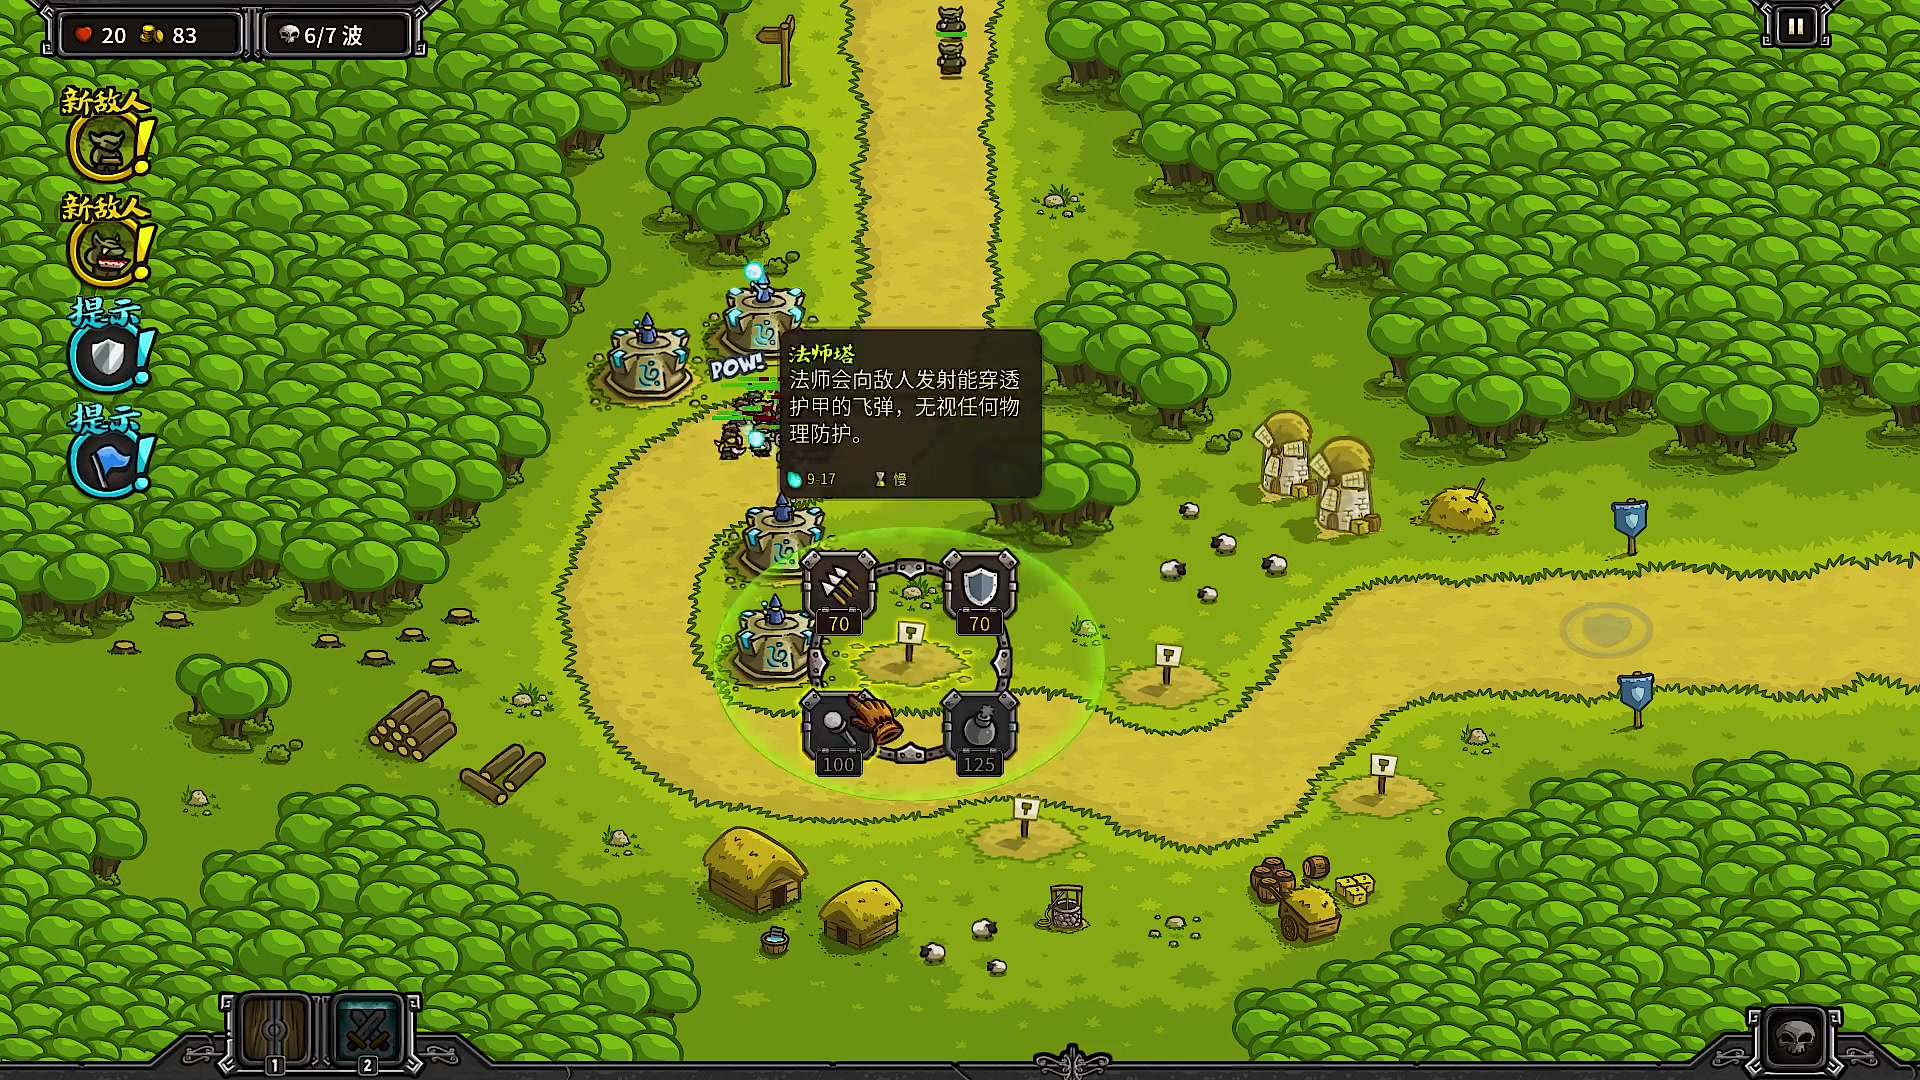 20 83
6/7 波
新敌人
新敌人
提示
提示
POW!
法师塔
法师会向敌人发射能穿透
护甲的飞弹，无视任何物
理防护。
9-17 慢
70 70
100 125
1 2